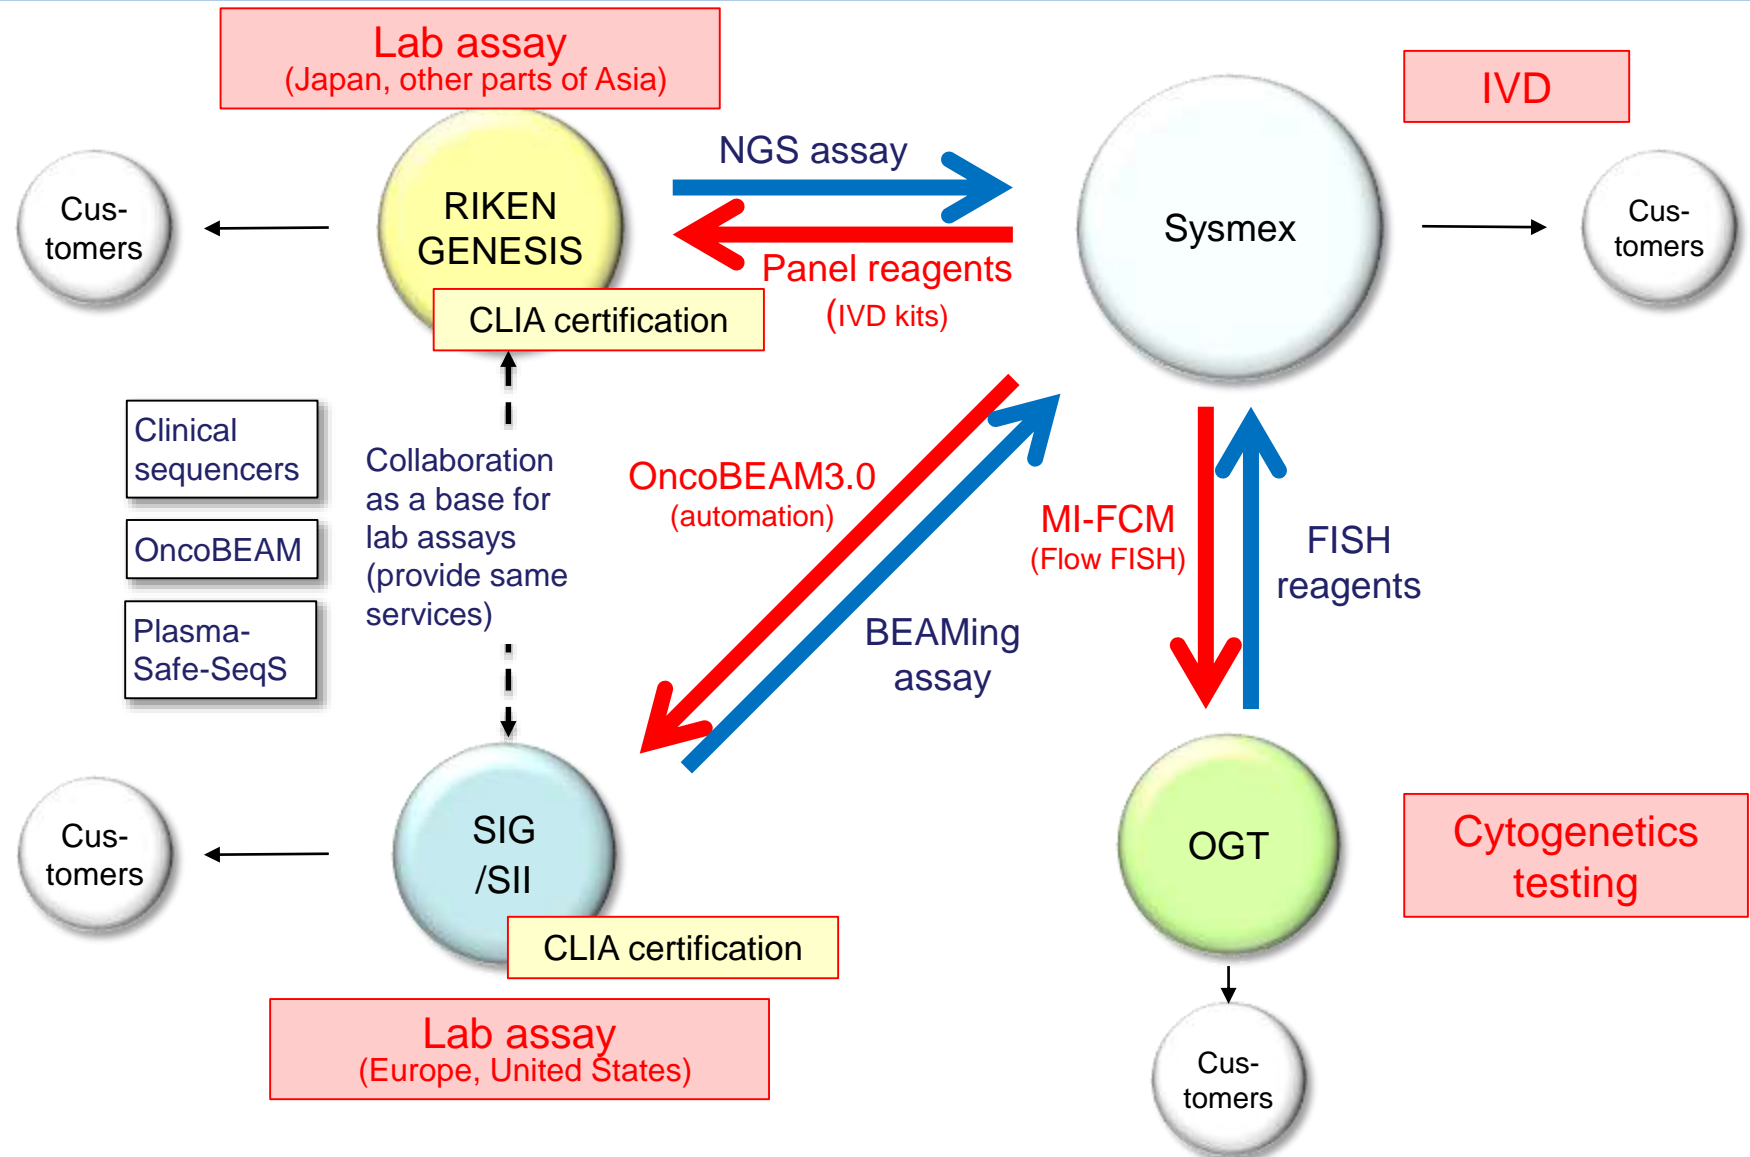 Lab assay
(Japan, other parts of Asia)
IVD
Cus-
tomers
RIKEN
GENESIS
CLIA certification
NGS assay
Panel reagents
(IVD kits)
Sysmex
Cus-
tomers
Clinical
sequencers
OncoBEAM
Plasma-
Safe-SeqS
Collaboration
as a base for
lab assays
(provide same
services)
OncoBEAM3.0
(automation)
BEAMing
assay
MI-FCM
(Flow FISH)
FISH
reagents
Cus-
tomers
SIG
/SII
CLIA certification
Lab assay
(Europe, United States)
OGT
Cytogenetics
testing
Cus-
tomers